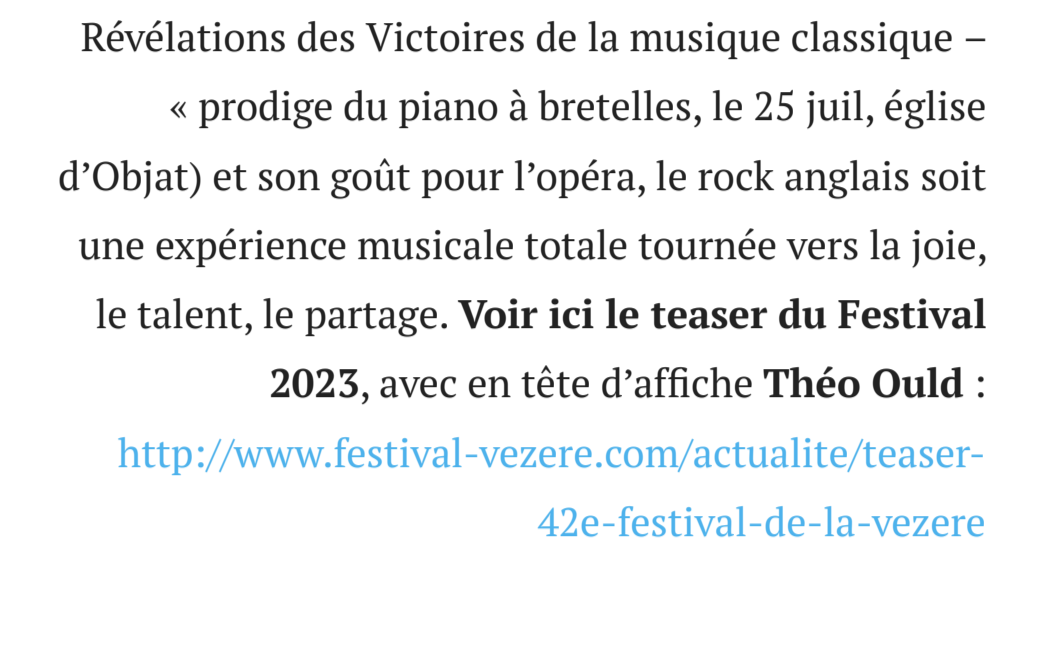 Révélations des Victoires de la musique classique –
« prodige du piano à bretelles, le 25 juil, église
d’Objat) et son goût pour l’opéra, le rock anglais soit
une expérience musicale totale tournée vers la joie,
le talent, le partage. Voir ici le teaser du Festival
2023, avec en tête d’affiche Théo Ould :
http://www.festival-vezere.com/actualite/teaser-
42e-festival-de-la-vezere